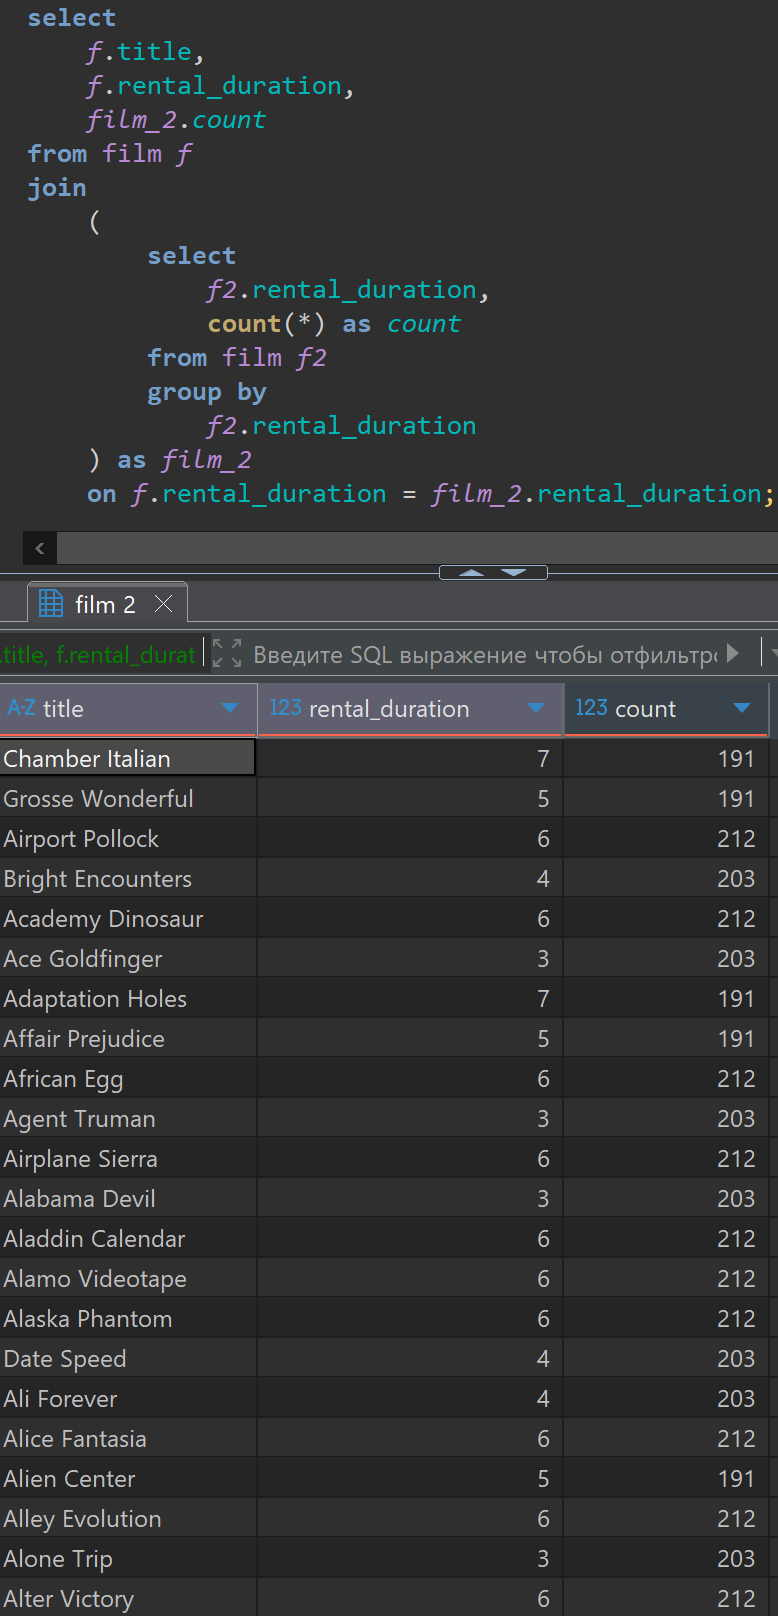 select
f.title,
f.rental_duration,
film_2.count
from film f
join
(
select
f2.rental_duration,
count(*) as count
from film f2
group by
f2.rental_duration
) as film_2
on f.rental_duration = film_2.rental_duration;
film 2
.title, f.rental_durat Введите SQL выражение чтобы отфильтро
A-Z title 123 rental_duration 123 count
Chamber Italian 7 191
Grosse Wonderful 5 191
Airport Pollock 6 212
Bright Encounters 4 203
Academy Dinosaur 6 212
Ace Goldfinger 3 203
Adaptation Holes 7 191
Affair Prejudice 5 191
African Egg 6 212
Agent Truman 3 203
Airplane Sierra 6 212
Alabama Devil 3 203
Aladdin Calendar 6 212
Alamo Videotape 6 212
Alaska Phantom 6 212
Date Speed 4 203
Ali Forever 4 203
Alice Fantasia 6 212
Alien Center 5 191
Alley Evolution 6 212
Alone Trip 3 203
Alter Victory 6 212